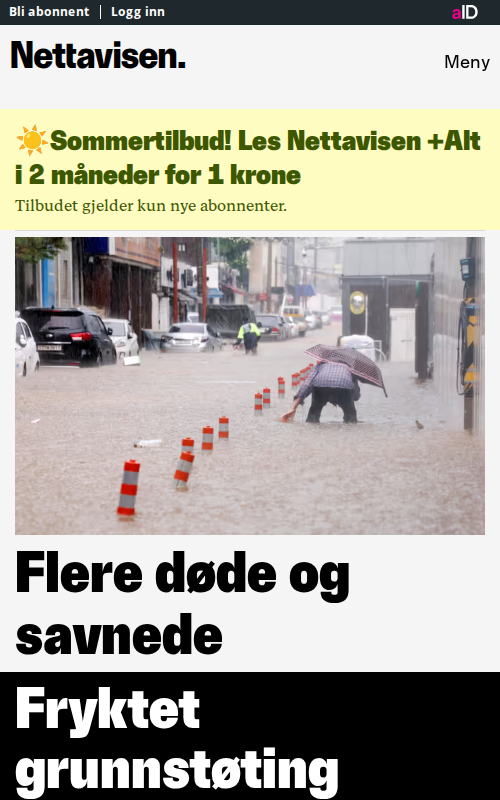 Bli abonnent | Logg inn
aID
Nettavisen.
Meny
☀️Sommertilbud! Les Nettavisen +Alt
i 2 måneder for 1 krone
Tilbudet gjelder kun nye abonnenter.
Flere døde og
savnede
Fryktet
grunnstøting